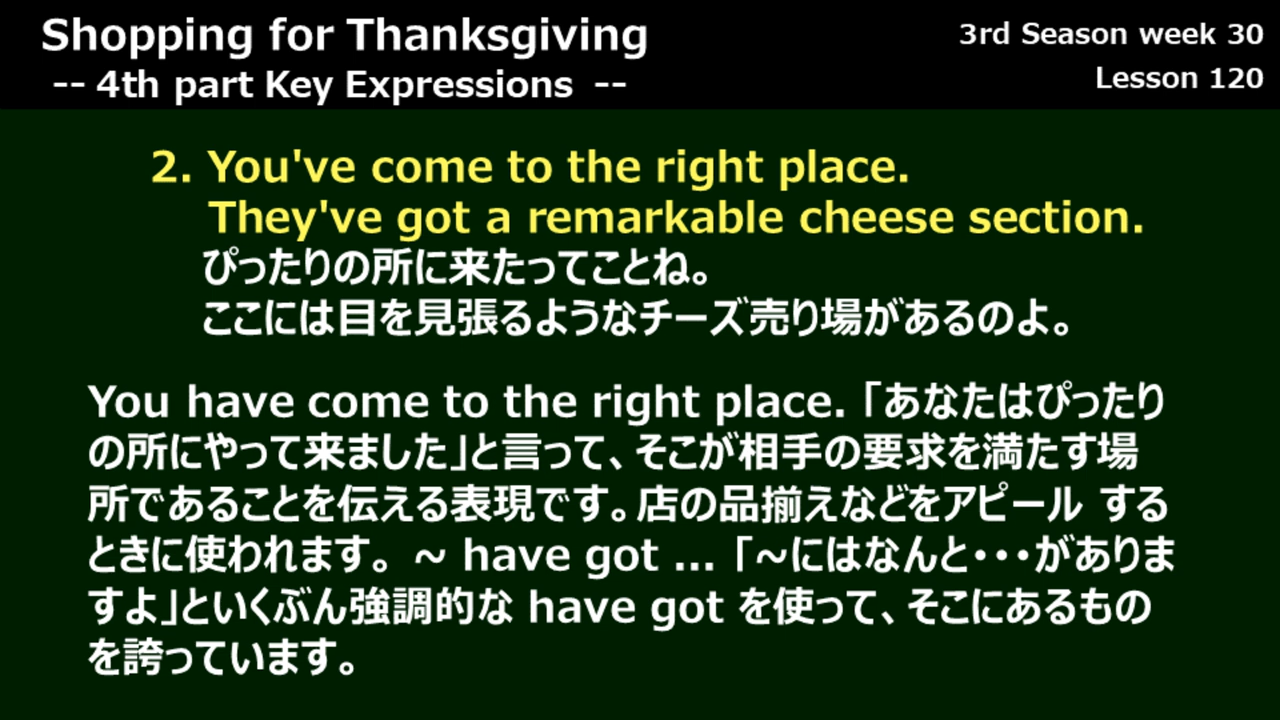 Shopping for Thanksgiving
-- 4th part Key Expressions --
3rd Season week 30
Lesson 120
2. You've come to the right place.
They've got a remarkable cheese section.
ぴったりの所に来たってことね。
ここには目を見張るようなチーズ売り場があるのよ。
You have come to the right place.「あなたはぴったり
の所にやって来ました」と言って、そこが相手の要求を満たす場
所であることを伝える表現です。店の品揃えなどをアピール する
ときに使われます。 ~ have got ... 「~にはなんと・・・がありま
すよ」といくぶん強調的な have got を使って、そこにあるもの
を誇っています。